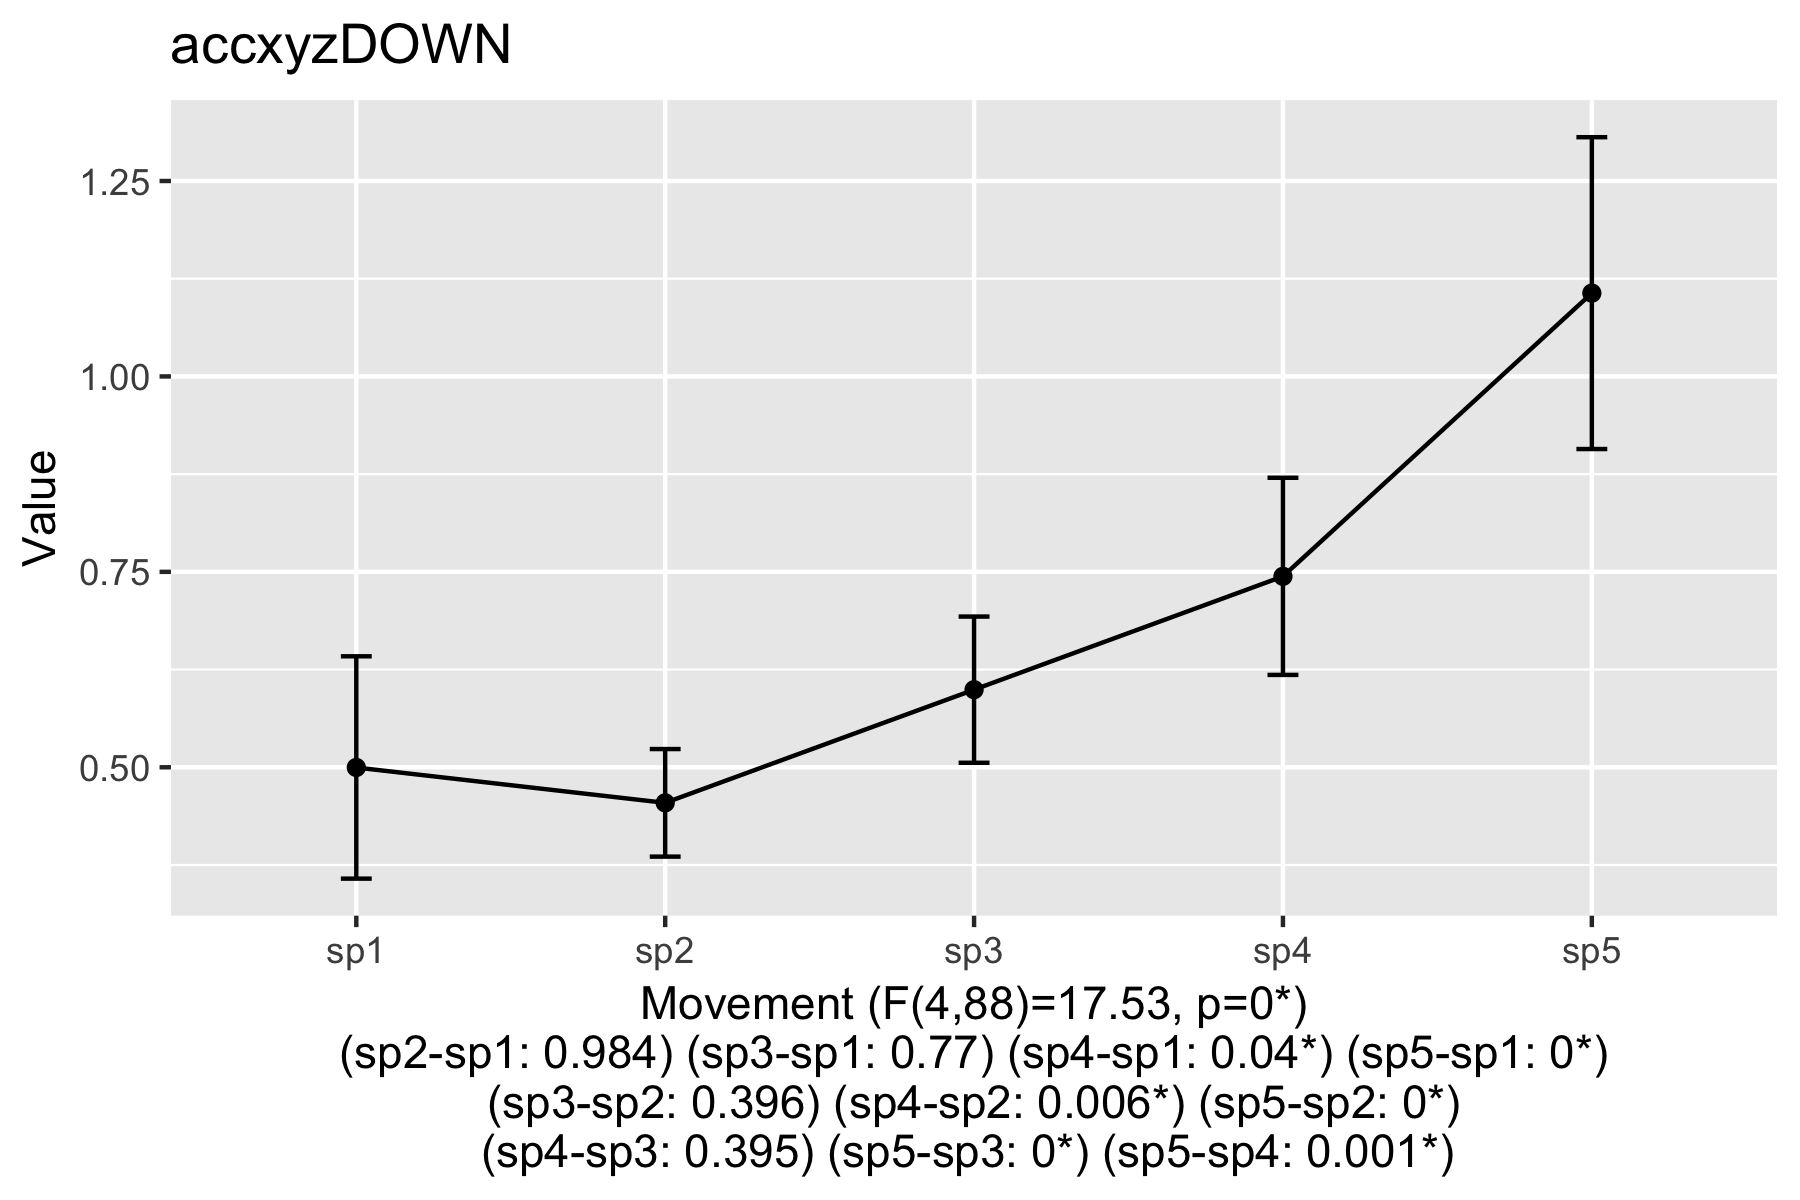 accxyzDOWN
1.25
1.00
0.75
0.50
Value
sp1 sp2 sp3 sp4 sp5
Movement (F(4,88)=17.53, p=0*)
(sp2-sp1: 0.984) (sp3-sp1: 0.77) (sp4-sp1: 0.04*) (sp5-sp1: 0*)
(sp3-sp2: 0.396) (sp4-sp2: 0.006*) (sp5-sp2: 0*)
(sp4-sp3: 0.395) (sp5-sp3: 0*) (sp5-sp4: 0.001*)